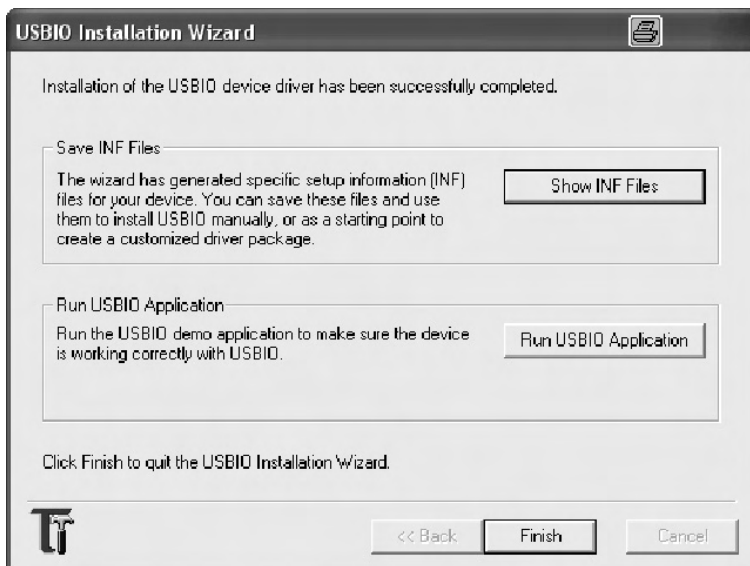 USBIO Installation Wizard
Installation of the USBIO device driver has been successfully completed.
Save INF Files
The wizard has generated specific setup information (INF)
files for your device. You can save these files and use
them to install USBIO manually, or as a starting point to
create a customized driver package.
Show INF Files
Run USBIO Application
Run the USBIO demo application to make sure the device
is working correctly with USBIO.
Run USBIO Application
Click Finish to quit the USBIO Installation Wizard.
<< Back
Finish
Cancel